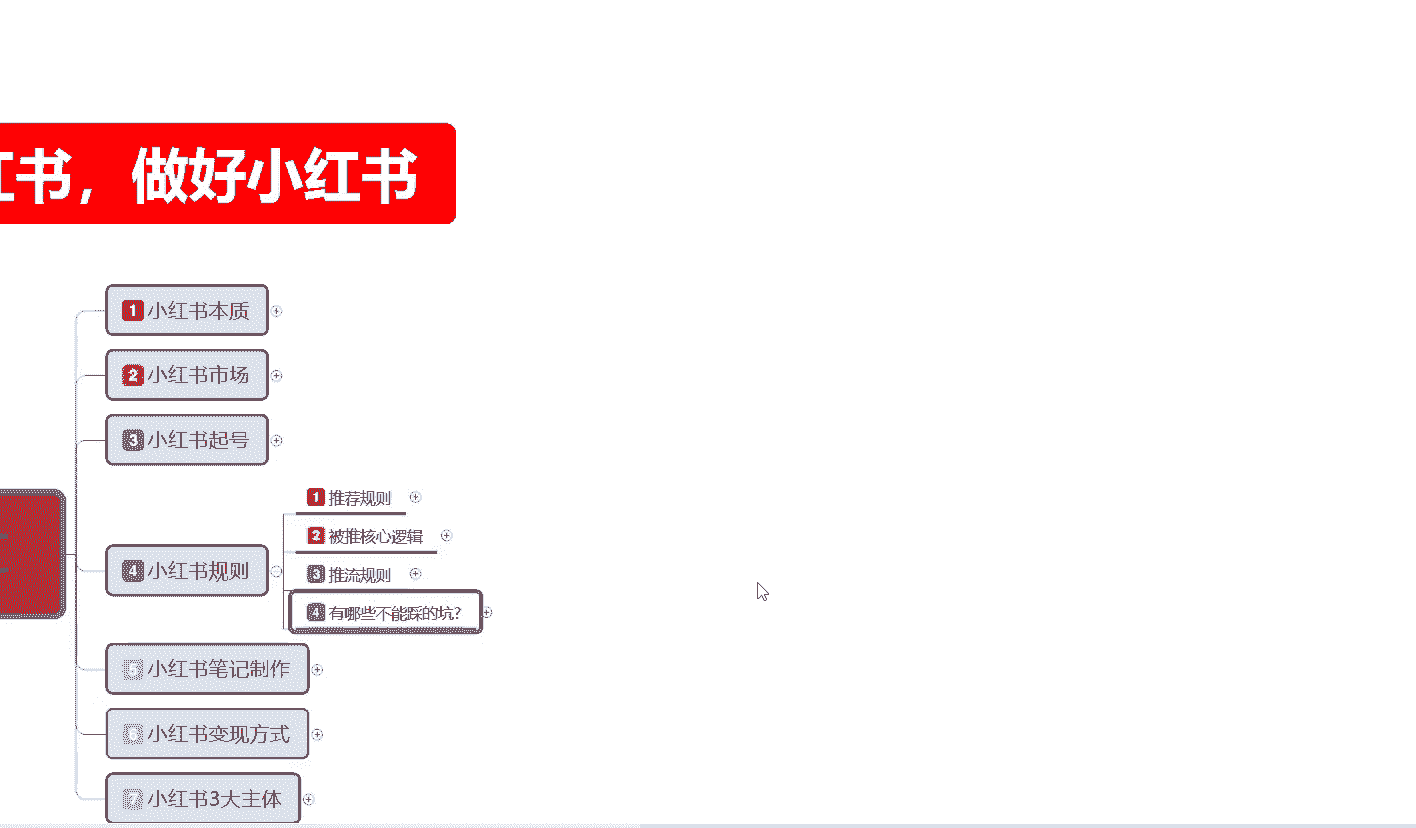 红书，做好小红书
1 小红书本质
2 小红书市场
3 小红书起号
4 小红书规则
1 推荐规则
2 被推核心逻辑
3 推流规则
4 有哪些不能踩的坑？
5 小红书笔记制作
6 小红书变现方式
7 小红书3大主体